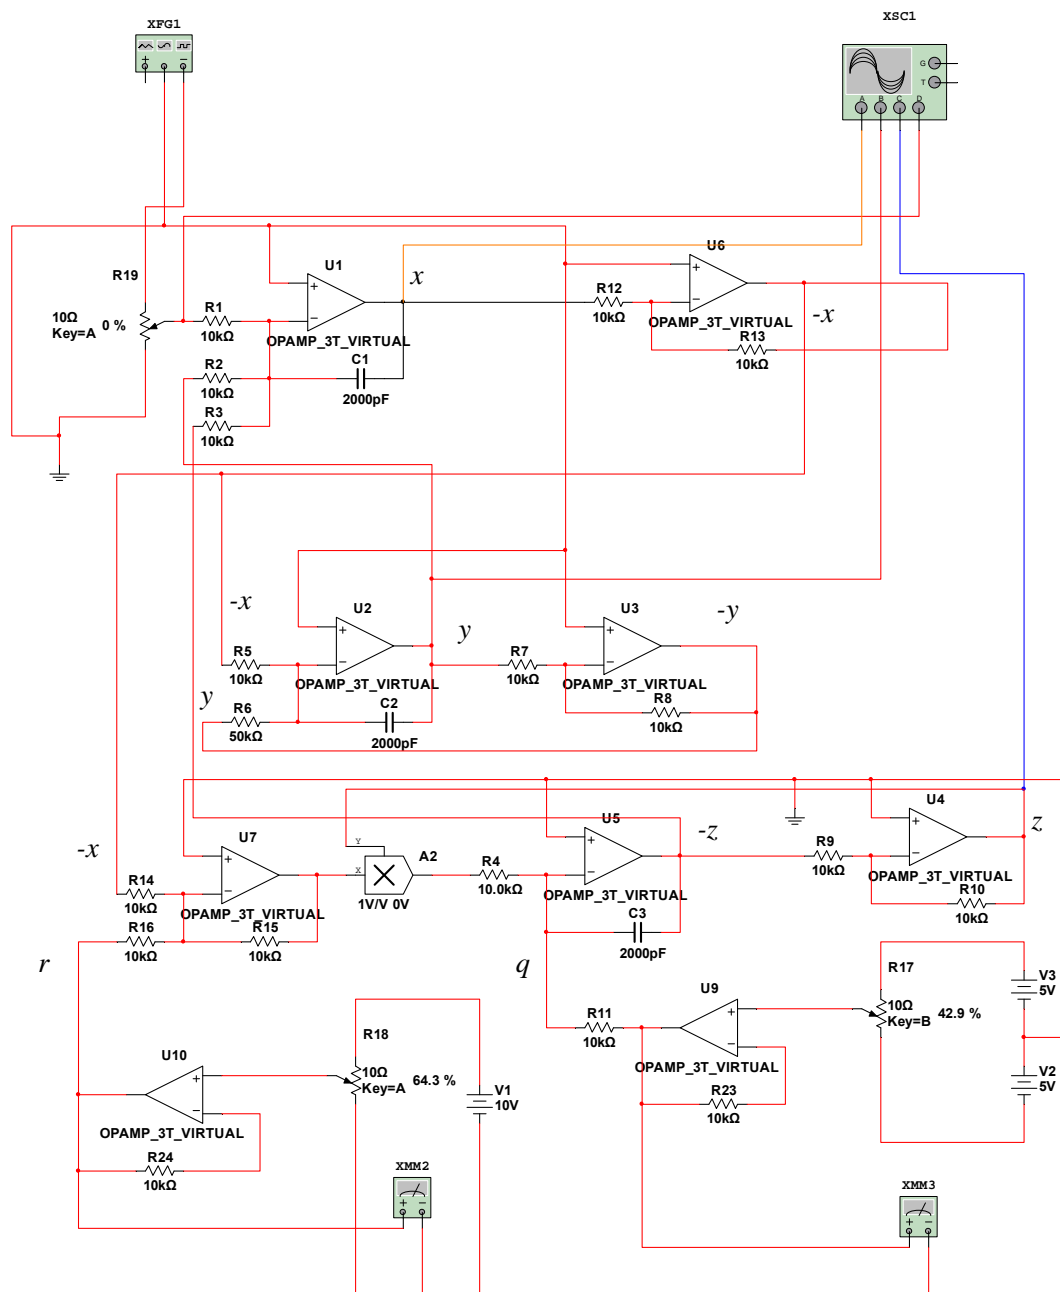 XFG1
XSC1
+
−
G
T
A
B
C
D
R19
10Ω
Key=A
0 %
R1
10kΩ
R2
10kΩ
R3
10kΩ
U1
+
−
OPAMP_3T_VIRTUAL
C1
2000pF
x
R12
10kΩ
U6
+
−
OPAMP_3T_VIRTUAL
R13
10kΩ
-x
-x
R5
10kΩ
y
R6
50kΩ
U2
+
−
OPAMP_3T_VIRTUAL
C2
2000pF
y
R7
10kΩ
U3
+
−
OPAMP_3T_VIRTUAL
R8
10kΩ
-y
-x
R14
10kΩ
R16
10kΩ
U7
+
−
OPAMP_3T_VIRTUAL
R15
10kΩ
Y
X
A2
1V/V 0V
R4
10.0kΩ
U5
+
−
OPAMP_3T_VIRTUAL
C3
2000pF
-z
R9
10kΩ
U4
+
−
OPAMP_3T_VIRTUAL
R10
10kΩ
z
r
q
R11
10kΩ
U9
+
−
OPAMP_3T_VIRTUAL
R23
10kΩ
R17
10Ω
Key=B
42.9 %
V3
5V
V2
5V
U10
+
−
OPAMP_3T_VIRTUAL
R24
10kΩ
R18
10Ω
Key=A
64.3 %
V1
10V
XMM2
+
−
XMM3
+
−